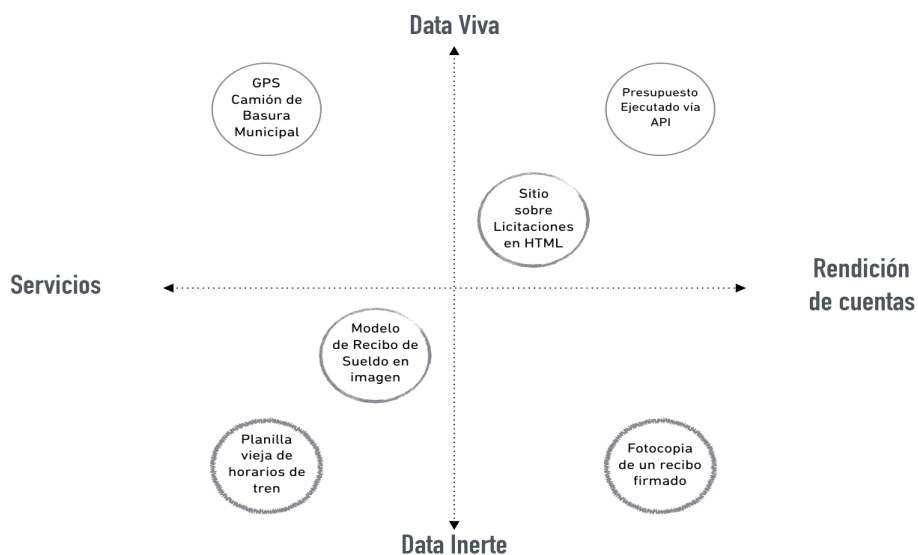 Data Viva
GPS
Camión de
Basura
Municipal
Presupuesto
Ejecutado vía
API
Sitio
sobre
Licitaciones
en HTML
Servicios
Rendición
de cuentas
Modelo
de Recibo de
Sueldo en
imagen
Planilla
vieja de
horarios de
tren
Fotocopia
de un recibo
firmado
Data Inerte